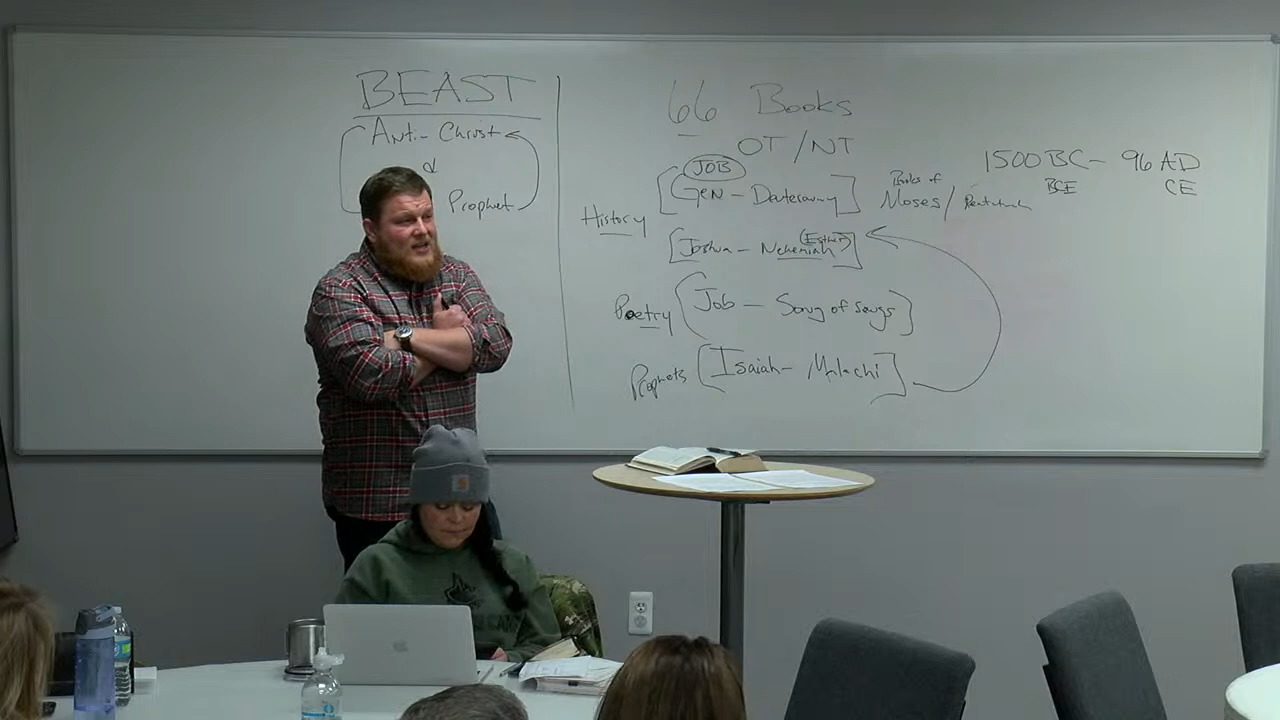 BEAST
Anti-Christ
&
Prophet
66 Books
OT/NT
JOB
Gen - Deuteronomy
Books of
Moses/Pentateuch
1500 BC- 96 AD
BCE
CE
History
Joshua - Nehemiah (Esther)
Poetry
Job - Song of songs
Prophets
Isaiah - Malachi